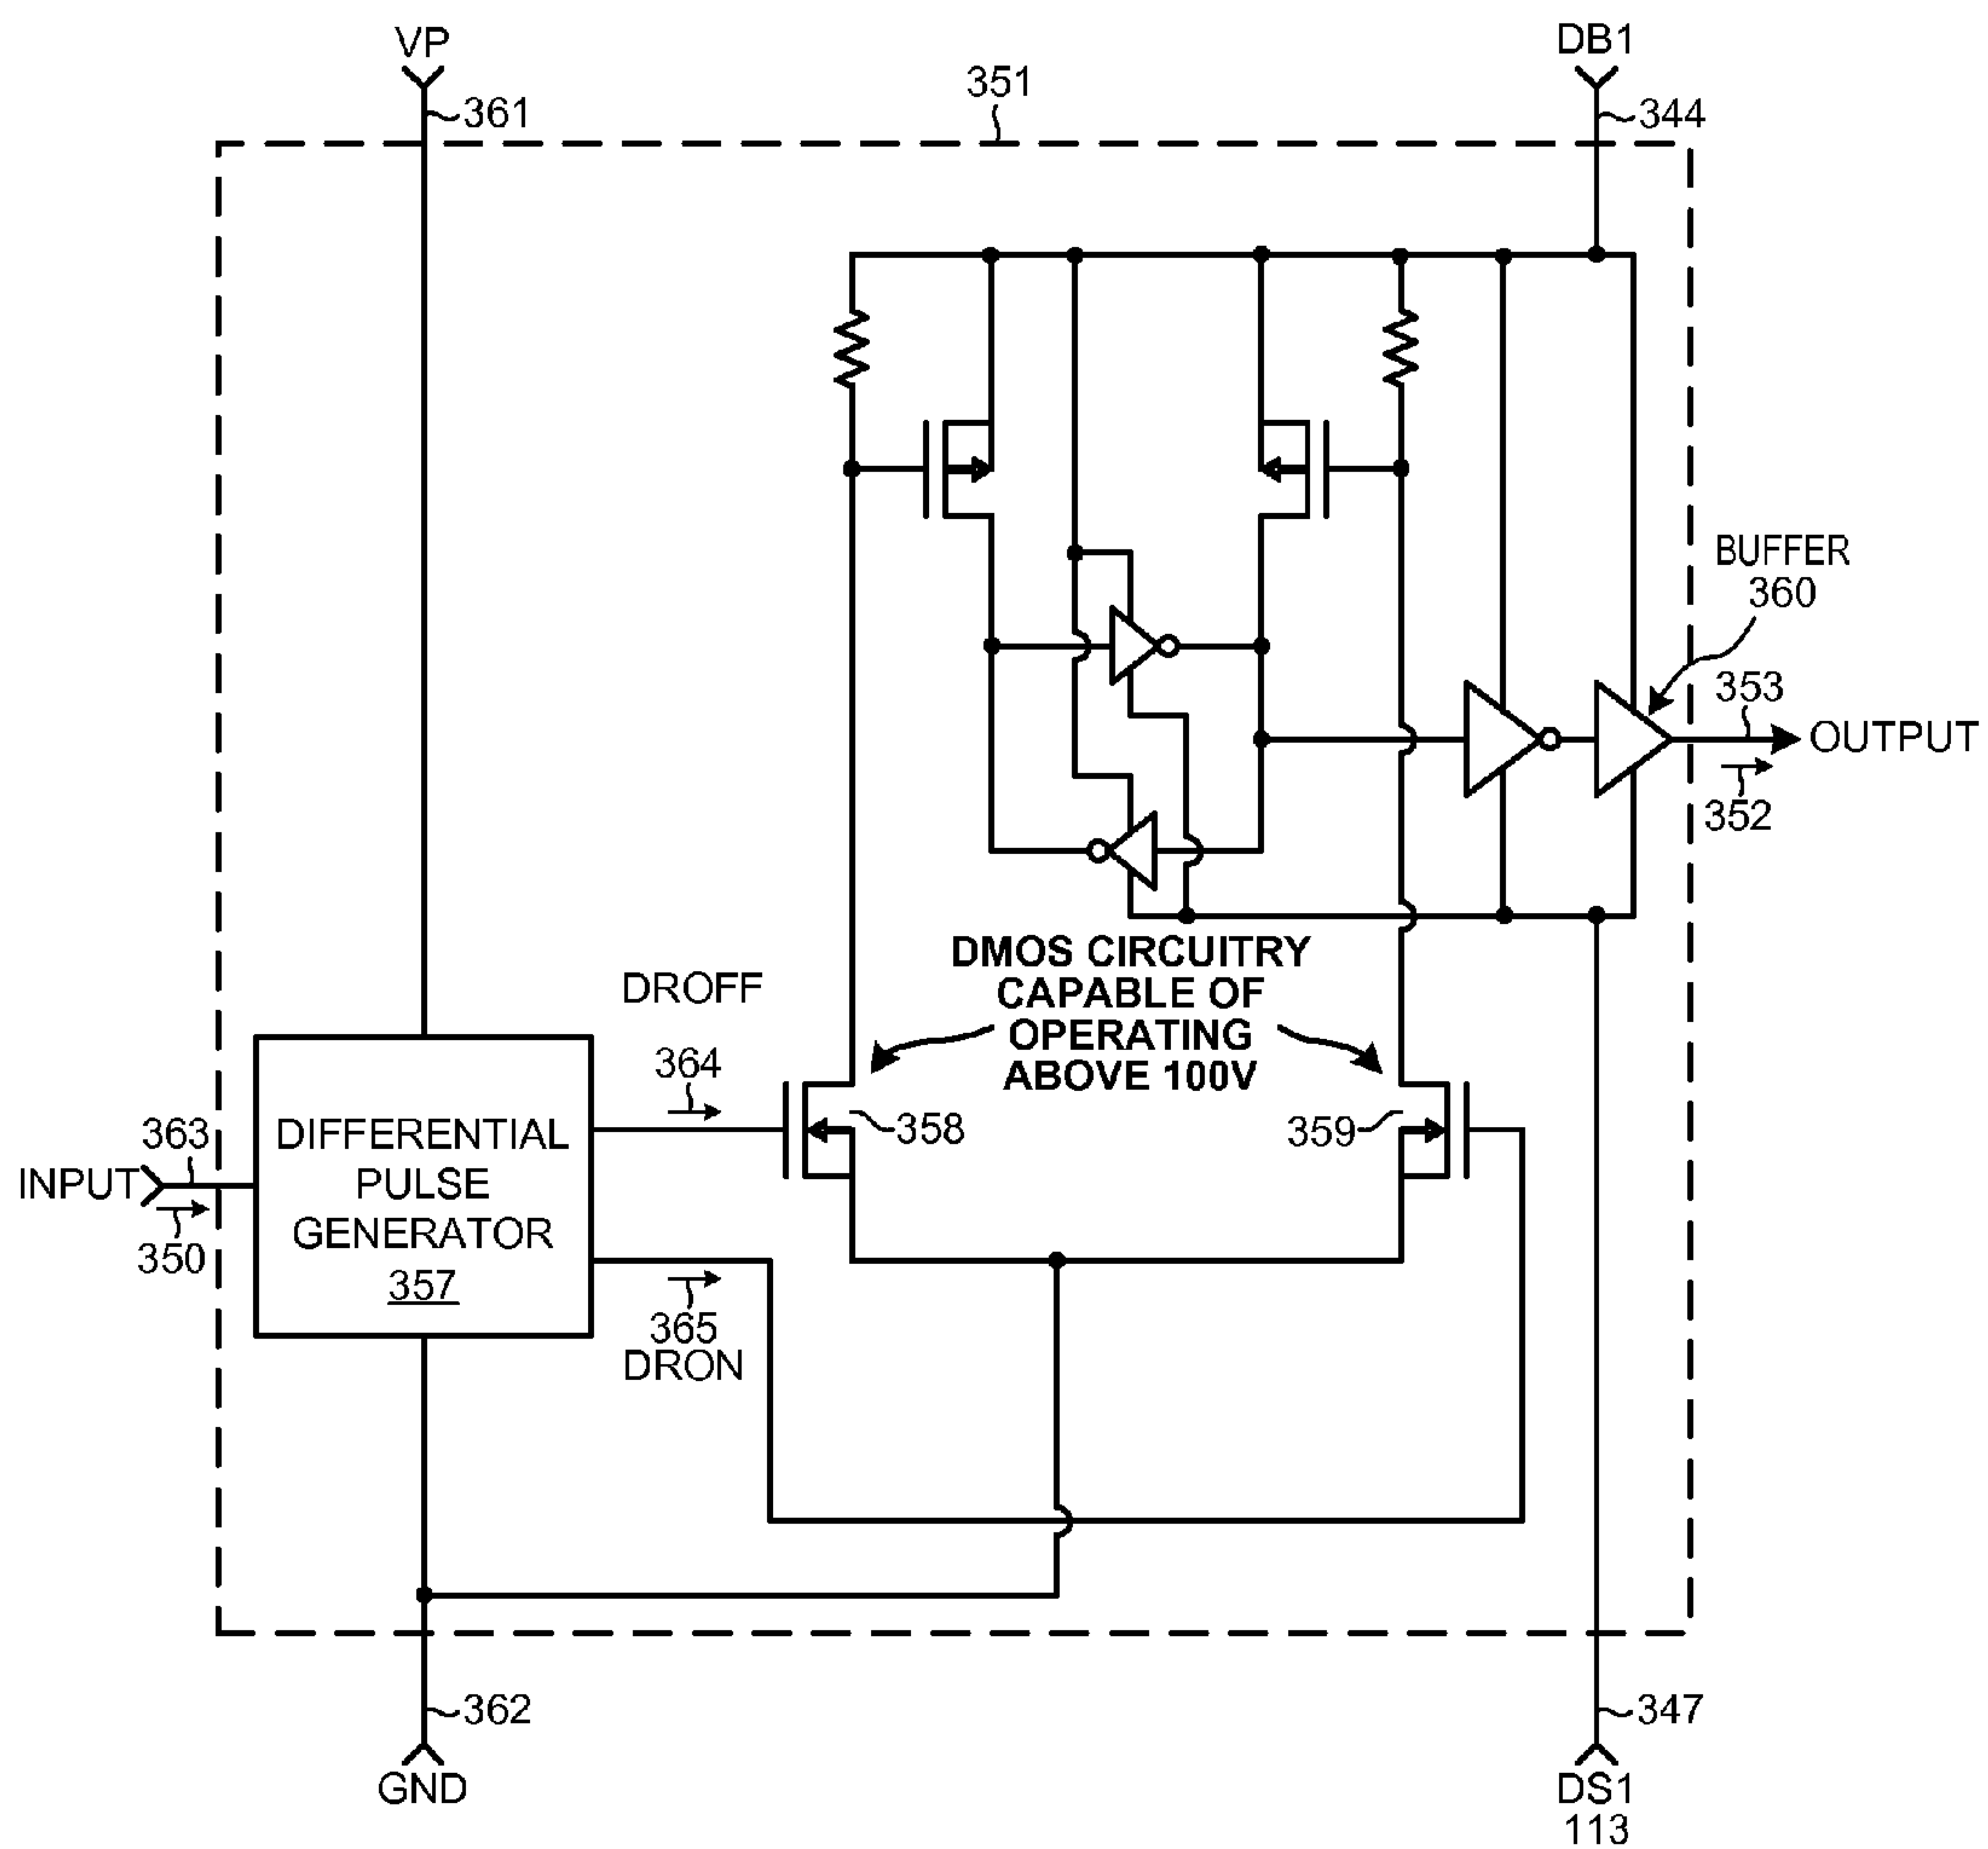 VP
DB1
351
361
344
BUFFER
360
353
OUTPUT
352
DMOS CIRCUITRY
CAPABLE OF
OPERATING
ABOVE 100V
DROFF
364
358
359
363
INPUT
350
DIFFERENTIAL
PULSE
GENERATOR
357
365
DRON
362
347
GND
DS1
113